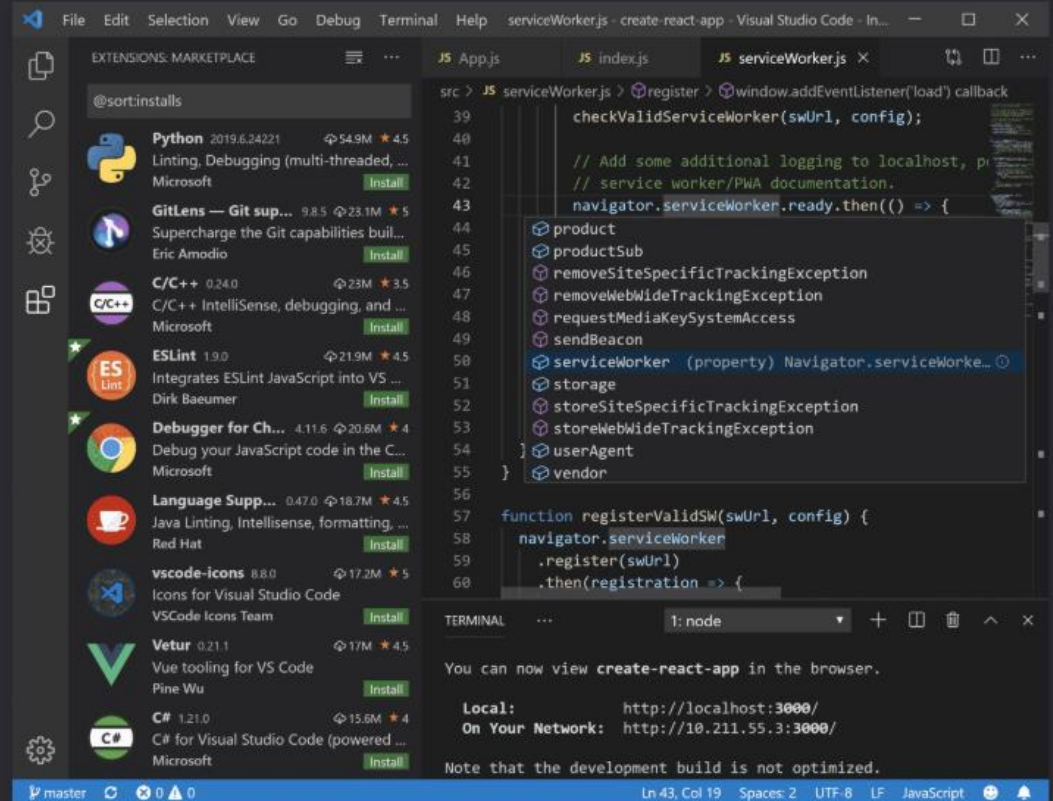 File Edit Selection View Go Debug Terminal Help serviceWorker.js - create-react-app - Visual Studio Code - In...
EXTENSIONS: MARKETPLACE
@sort:installs
Python 2019.6.24221 54.9M ★ 4.5
Linting, Debugging (multi-threaded, ...
Microsoft Install
GitLens — Git sup... 9.8.5 23.1M ★ 5
Supercharge the Git capabilities buil...
Eric Amodio Install
C/C++
C/C++ 0.24.0 23M ★ 3.5
C/C++ IntelliSense, debugging, and ...
Microsoft Install
ES
Lint
ESLint 1.9.0 21.9M ★ 4.5
Integrates ESLint JavaScript into VS ...
Dirk Baeumer Install
Debugger for Ch... 4.11.6 20.6M ★ 4
Debug your JavaScript code in the C...
Microsoft Install
Language Supp... 0.47.0 18.7M ★ 4.5
Java Linting, Intellisense, formatting, ...
Red Hat Install
vscode-icons 8.8.0 17.2M ★ 5
Icons for Visual Studio Code
VSCode Icons Team Install
Vetur 0.21.1 17M ★ 4.5
Vue tooling for VS Code
Pine Wu Install
C#
C# 1.21.0 15.6M ★ 4
C# for Visual Studio Code (powered ...
Microsoft Install
JS App.js JS index.js JS serviceWorker.js ×
src > JS serviceWorker.js > register > window.addEventListener('load') callback
39 checkValidServiceWorker(swUrl, config);
40
41 // Add some additional logging to localhost, p
42 // service worker/PWA documentation.
43 navigator.serviceWorker.ready.then(() => {
44 product
45 productSub
46 removeSiteSpecificTrackingException
47 removeWebWideTrackingException
48 requestMediaKeySystemAccess
49 sendBeacon
50 serviceWorker (property) Navigator.serviceWorke...
51 storage
52 storeSiteSpecificTrackingException
53 storeWebWideTrackingException
54 } userAgent
55 } vendor
56
57 function registerValidSW(swUrl, config) {
58 navigator.serviceWorker
59 .register(swUrl)
60 .then(registration => {
TERMINAL ... 1: node
You can now view create-react-app in the browser.
Local: http://localhost:3000/
On Your Network: http://10.211.55.3:3000/
Note that the development build is not optimized.
master 0 0 Ln 43, Col 19 Spaces: 2 UTF-8 LF JavaScript